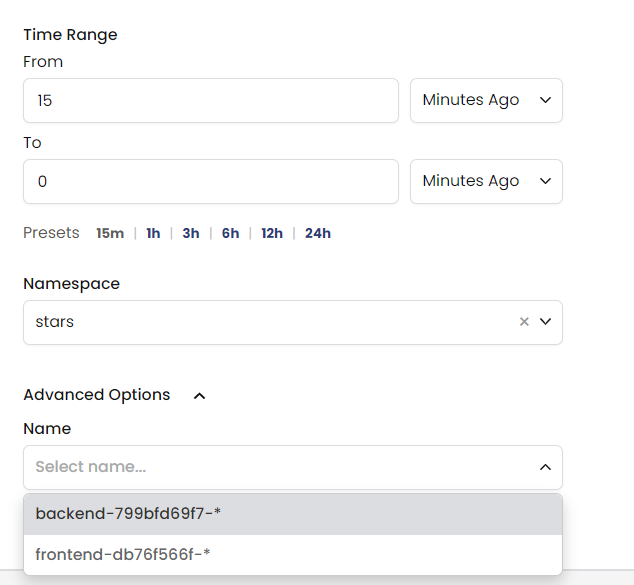 Time Range
From
15 Minutes Ago
To
0 Minutes Ago
Presets 15m | 1h | 3h | 6h | 12h | 24h
Namespace
stars
Advanced Options
Name
Select name...
backend-799bfd69f7-*
frontend-db76f566f-*